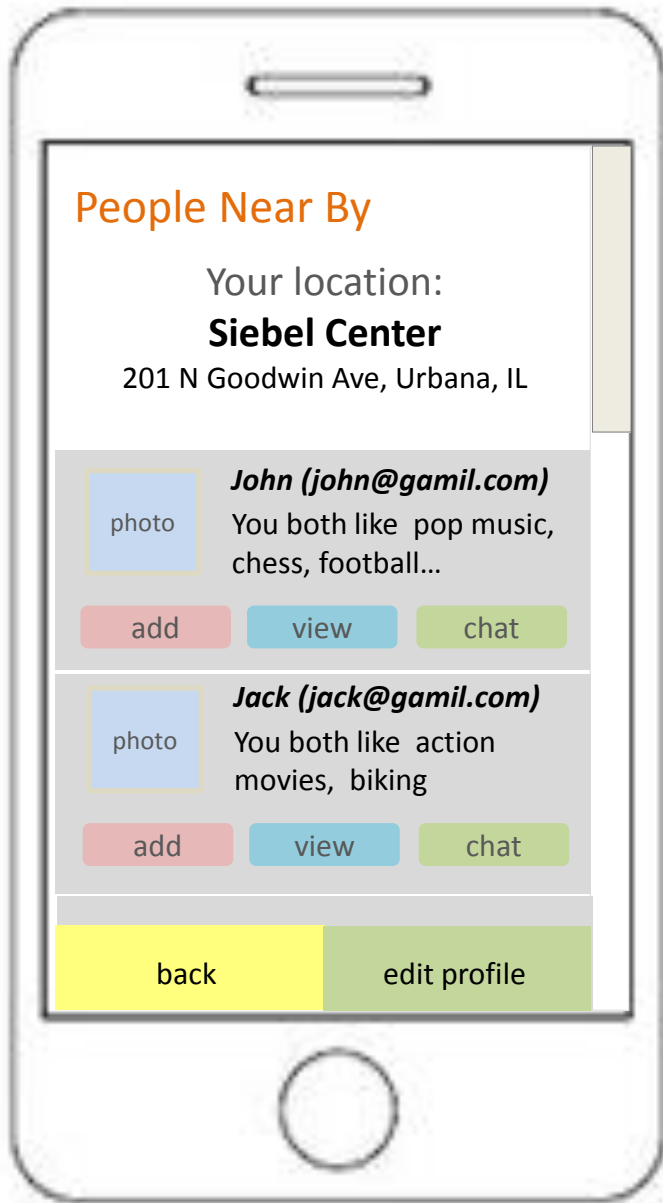 People Near By
Your location:
Siebel Center
201 N Goodwin Ave, Urbana, IL
photo
John (john@gamil.com)
You both like  pop music,
chess, football...
add view chat
photo
Jack (jack@gamil.com)
You both like  action
movies,  biking
add view chat
back edit profile